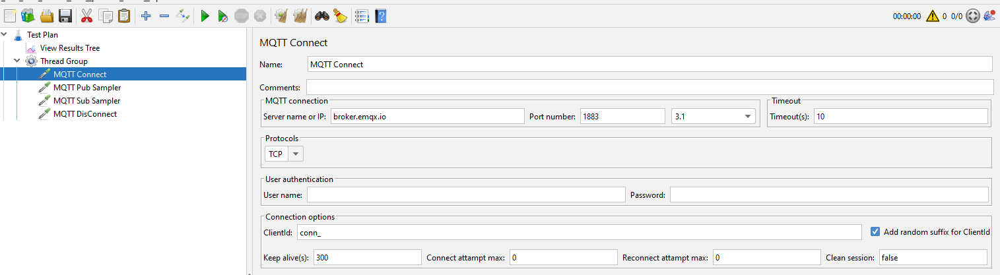 STOP
00:00:00 0 0/0
Test Plan
View Results Tree
Thread Group
MQTT Connect
MQTT Pub Sampler
MQTT Sub Sampler
MQTT DisConnect
MQTT Connect
Name: MQTT Connect
Comments:
MQTT connection
Server name or IP: broker.emqx.io Port number: 1883 3.1
Timeout
Timeout(s): 10
Protocols
TCP
User authentication
User name: Password:
Connection options
ClientId: conn_ Add random suffix for ClientId
Keep alive(s): 300 Connect attampt max: 0 Reconnect attampt max: 0 Clean session: false